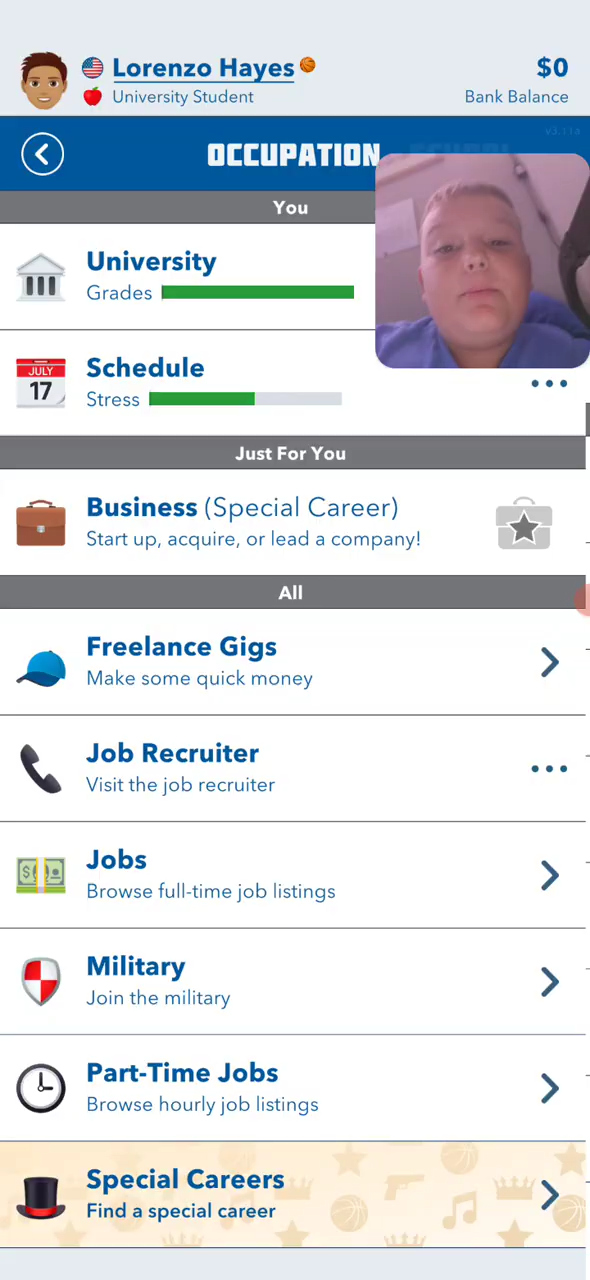 Lorenzo Hayes
$0
University Student
Bank Balance
v3.11a
OCCUPATION
You
University
Grades
JULY
17
Schedule
Stress
Just For You
Business (Special Career)
Start up, acquire, or lead a company!
All
Freelance Gigs
Make some quick money
Job Recruiter
Visit the job recruiter
Jobs
Browse full-time job listings
Military
Join the military
Part-Time Jobs
Browse hourly job listings
Special Careers
Find a special career